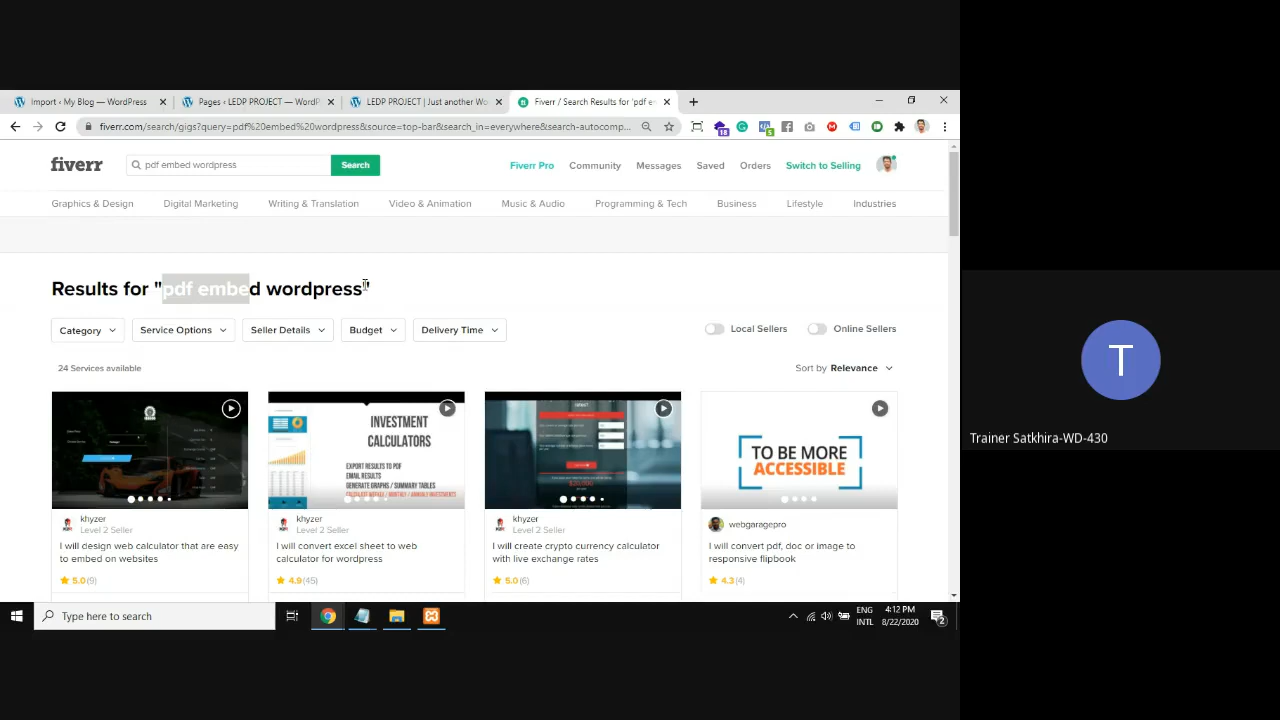 Import ‹ My Blog — WordPress
Pages ‹ LEDP PROJECT — WordP
LEDP PROJECT | Just another Wo
Fiverr / Search Results for 'pdf e
fiverr.com/search/gigs?query=pdf%20embed%20wordpress&source=top-bar&search_in=everywhere&search-autocomp...
18
5
fiverr
pdf embed wordpress
Search
Fiverr Pro
Community
Messages
Saved
Orders
Switch to Selling
Graphics & Design
Digital Marketing
Writing & Translation
Video & Animation
Music & Audio
Programming & Tech
Business
Lifestyle
Industries
Results for "pdf embed wordpress"
Category
Service Options
Seller Details
Budget
Delivery Time
Local Sellers
Online Sellers
24 Services available
Sort by Relevance
INVESTMENT
CALCULATORS
EXPORT RESULTS TO PDF
EMAIL RESULTS
GENERATE GRAPHS / SUMMARY TABLES
TO BE MORE
ACCESSIBLE
khyzer
Level 2 Seller
I will design web calculator that are easy
to embed on websites
5.0(9)
khyzer
Level 2 Seller
I will convert excel sheet to web
calculator for wordpress
4.9(45)
khyzer
Level 2 Seller
I will create crypto currency calculator
with live exchange rates
5.0(6)
webgaragepro
I will convert pdf, doc or image to
responsive flipbook
4.3(4)
Type here to search
ENG
INTL
4:12 PM
8/22/2020
2
T
Trainer Satkhira-WD-430